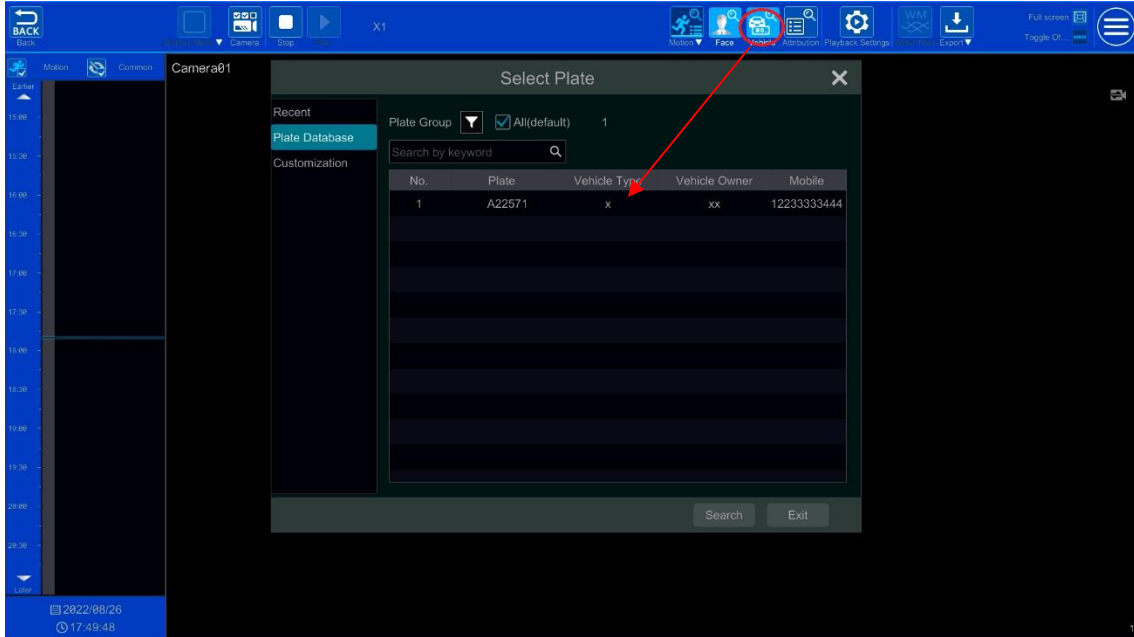 BACK
Back
Camera
Stop
X1
Motion ▼
Face
Vehicle
Attribution
Playback Settings
WM
Export ▼
Full screen
Toggle Of...
Motion
Common
Earlier
15:00
15:30
16:00
16:30
17:00
17:30
18:00
18:30
19:00
19:30
20:00
20:30
Later
2022/08/26
17:49:48
Camera01
Select Plate
Recent
Plate Database
Customization
Plate Group All(default) 1
Search by keyword
No. Plate Vehicle Type Vehicle Owner Mobile
1 A22571 x xx 12233333444
Search Exit
1